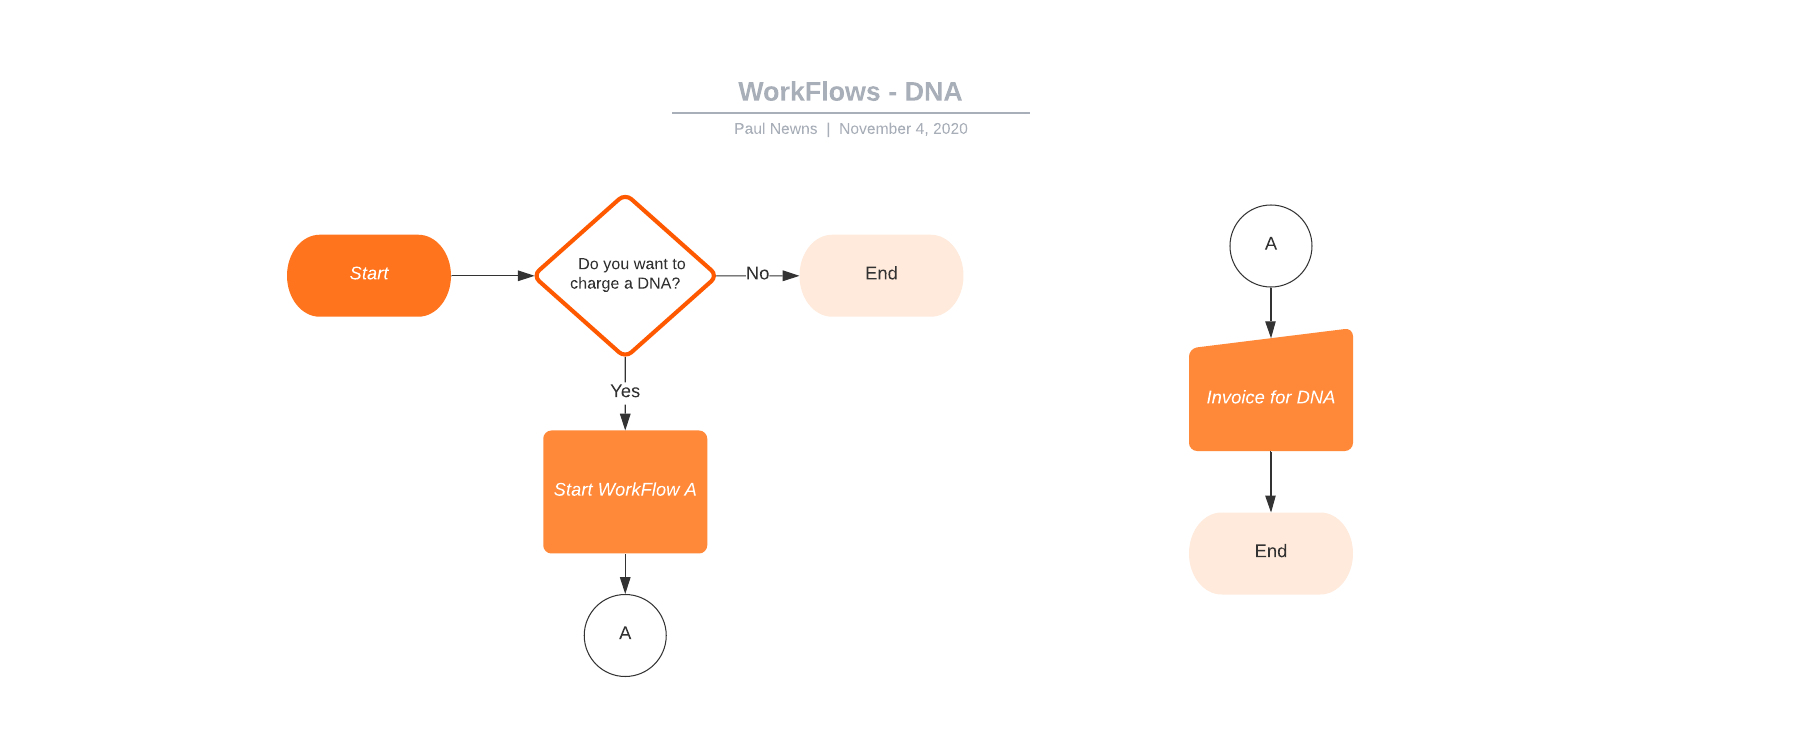 WorkFlows - DNA
Paul Newns | November 4, 2020
Start
Do you want to
charge a DNA?
No
End
Yes
Start WorkFlow A
A
A
Invoice for DNA
End